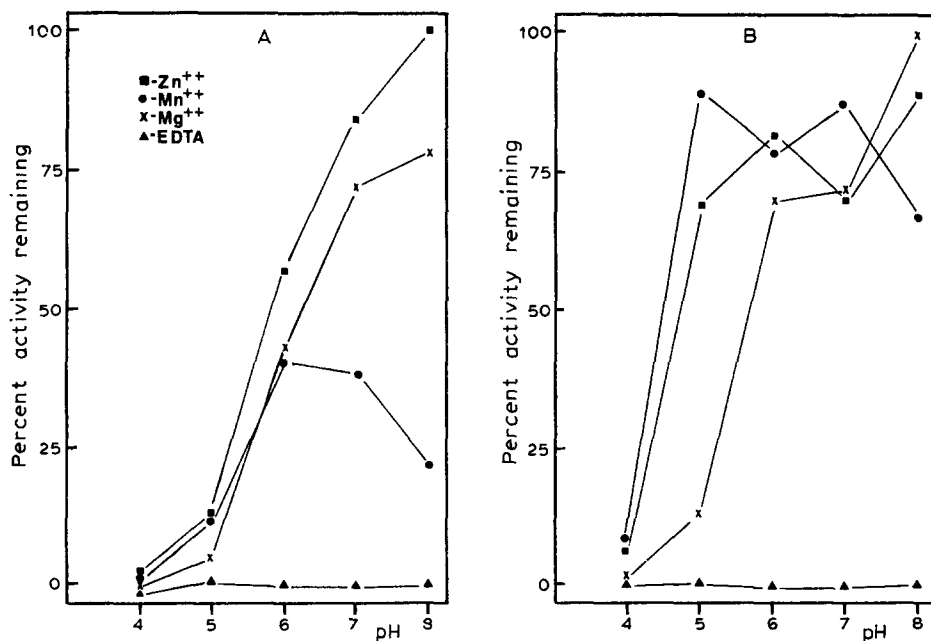 A
100
75
50
25
0
Percent activity remaining
■-Zn++
●-Mn++
x-Mg++
▲-EDTA
4 5 6 7 8
pH
B
100
75
50
25
0
Percent activity remaining
4 5 6 7 8
pH